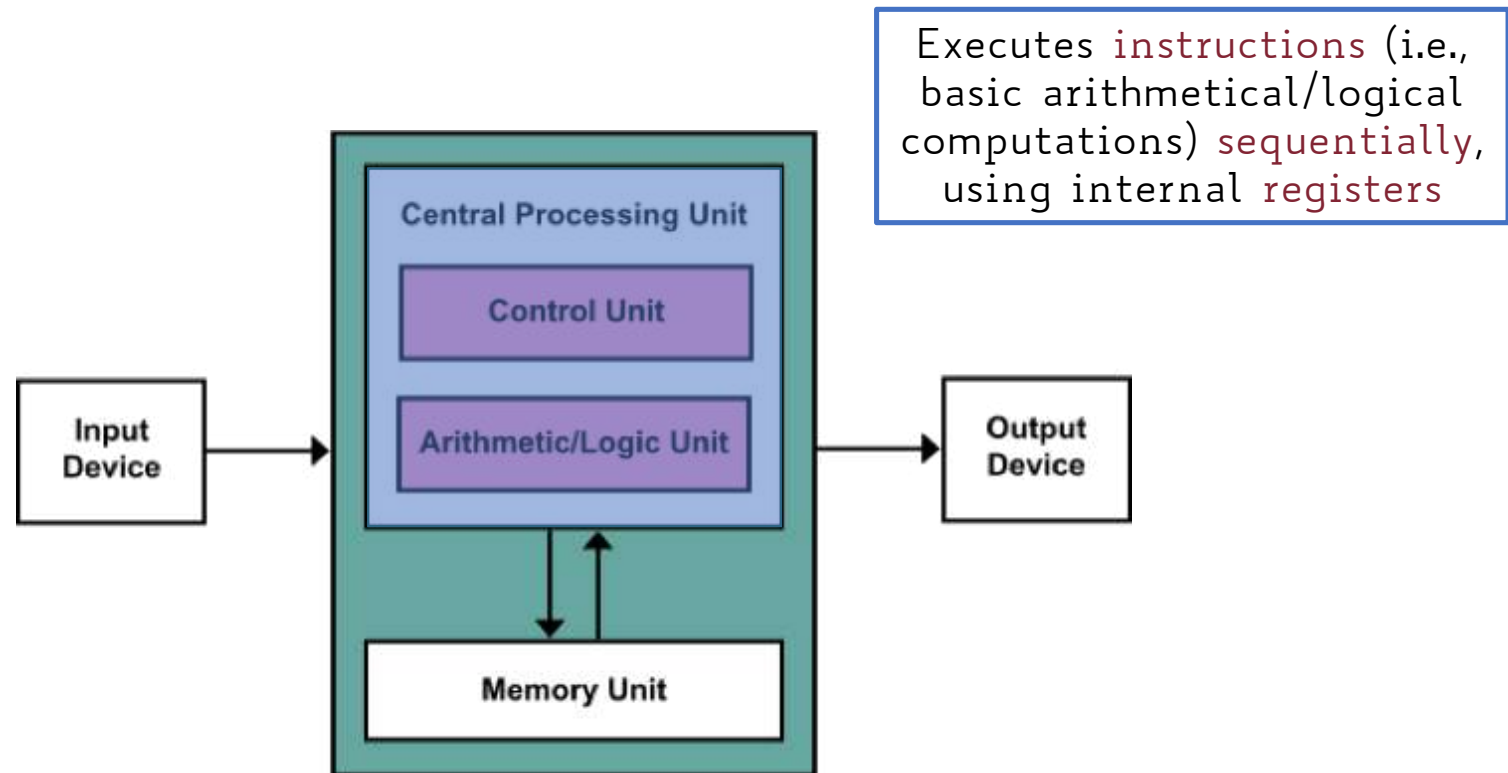 Executes instructions (i.e.,
basic arithmetical/logical
computations) sequentially,
using internal registers
Central Processing Unit
Control Unit
Arithmetic/Logic Unit
Input
Device
Output
Device
Memory Unit